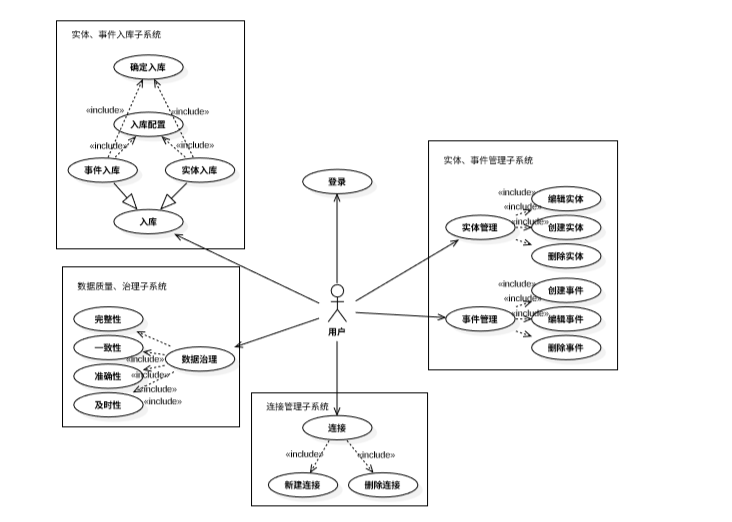 实体、事件入库子系统
确定入库
«include»
«include»
入库配置
«include»
«include»
事件入库
实体入库
入库
登录
用户
实体、事件管理子系统
«include»
编辑实体
«include»
«include»
实体管理
创建实体
删除实体
«include»
创建事件
«include»
«include»
事件管理
编辑事件
删除事件
数据质量、治理子系统
完整性
一致性
数据治理
«include»
准确性
«include»
«include»
及时性
«include»
连接管理子系统
连接
«include»
«include»
新建连接
删除连接